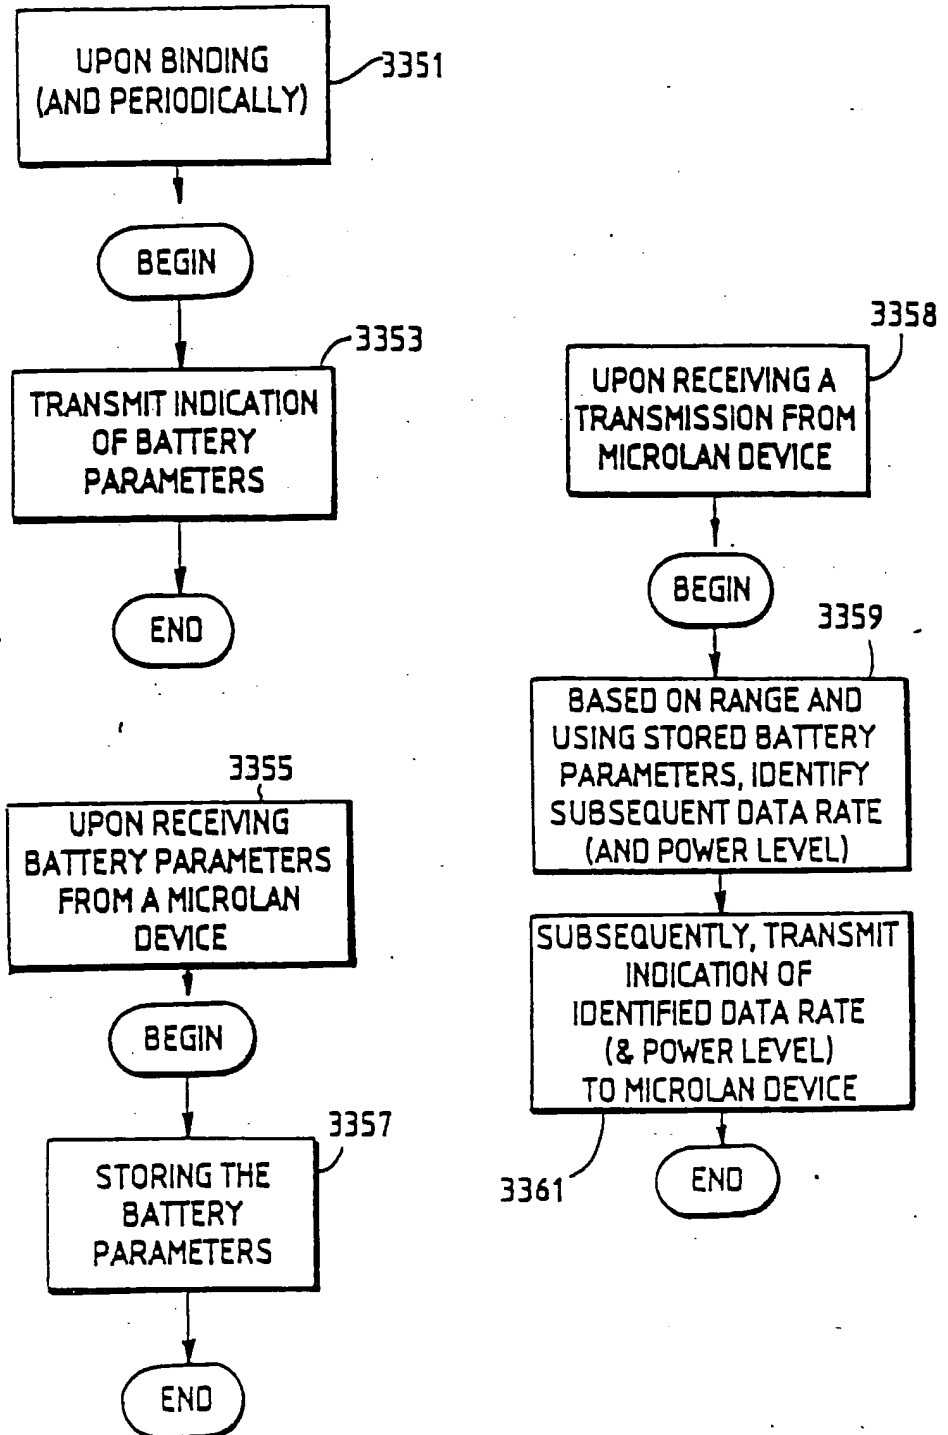 UPON BINDING
(AND PERIODICALLY)
3351
BEGIN
3353
TRANSMIT INDICATION
OF BATTERY
PARAMETERS
END
3355
UPON RECEIVING
BATTERY PARAMETERS
FROM A MICROLAN
DEVICE
BEGIN
3357
STORING THE
BATTERY
PARAMETERS
END
3358
UPON RECEIVING A
TRANSMISSION FROM
MICROLAN DEVICE
BEGIN
3359
BASED ON RANGE AND
USING STORED BATTERY
PARAMETERS, IDENTIFY
SUBSEQUENT DATA RATE
(AND POWER LEVEL)
SUBSEQUENTLY, TRANSMIT
INDICATION OF
IDENTIFIED DATA RATE
(& POWER LEVEL)
TO MICROLAN DEVICE
3361
END